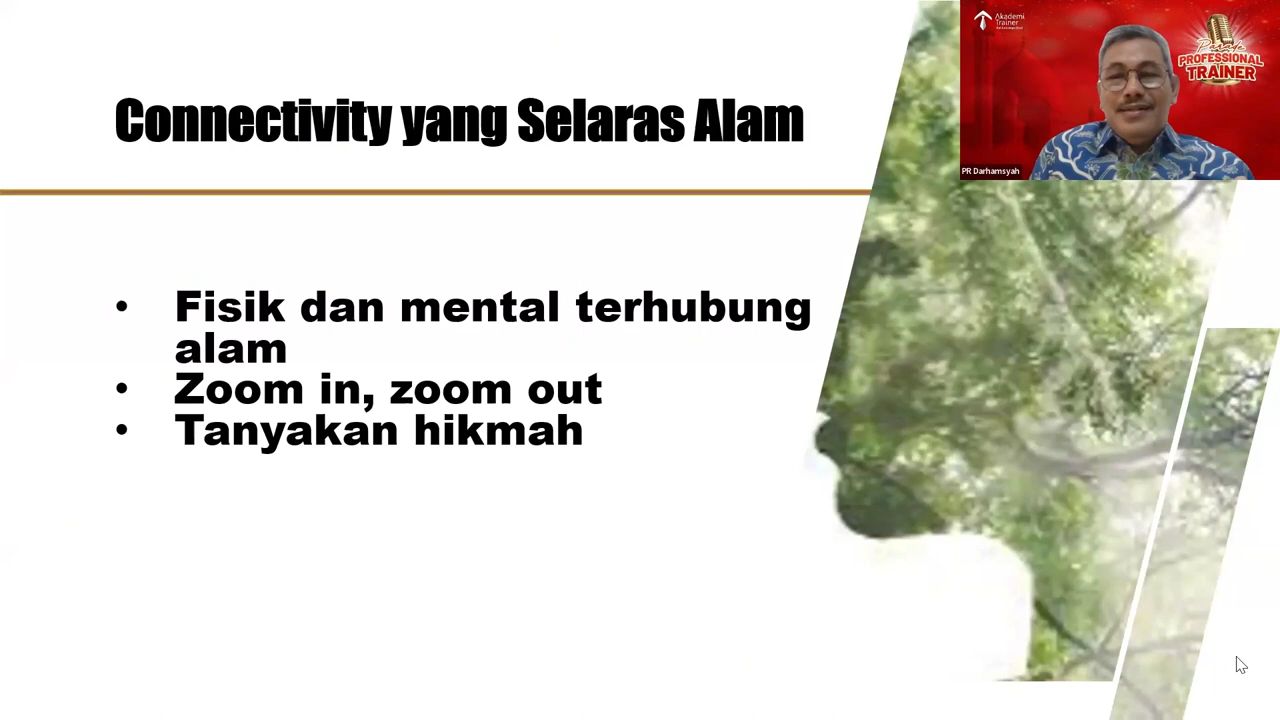 Connectivity yang Selaras Alam
• Fisik dan mental terhubung
alam
• Zoom in, zoom out
• Tanyakan hikmah
Akademi
Trainer
Parade
PROFESSIONAL
TRAINER
PR Darhamsyah